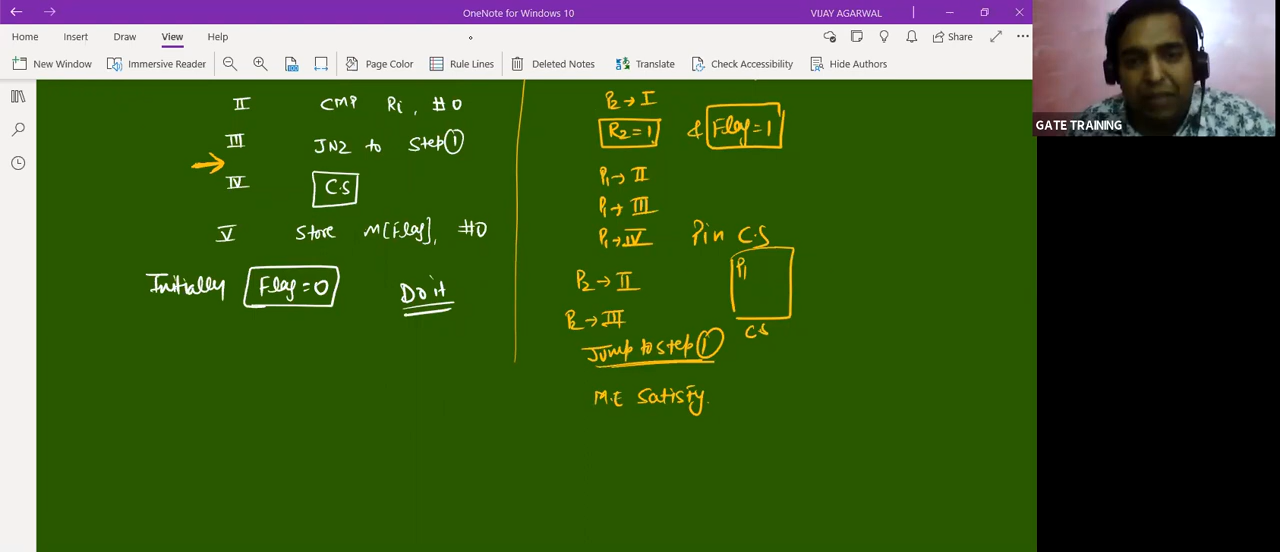 OneNote for Windows 10
VIJAY AGARWAL
Home Insert Draw View Help
Share
New Window Immersive Reader Page Color Rule Lines Deleted Notes Translate Check Accessibility Hide Authors
GATE TRAINING
II CMP Ri, #0
III JNZ to Step 1
IV C.S
V Store M[Flag], #0
Initially Flag = 0 Do it
P2 → I
R2 = 1 & Flag = 1
P1 → II
P1 → III
P1 → IV P1 in C.S
P1
CS
P2 → II
P2 → III
Jump to step 1
M.E Satisfy.